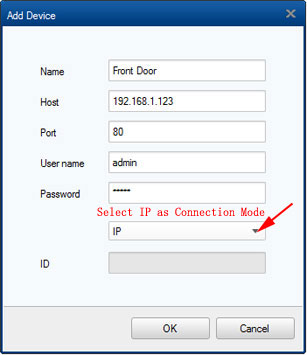 Add Device
Name Front Door
Host 192.168.1.123
Port 80
User name admin
Password *****
Select IP as Connection Mode
IP
ID
OK Cancel